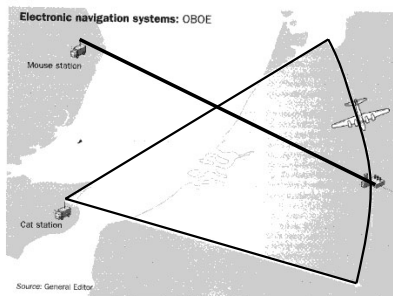 Electronic navigation systems: OBOE
Mouse station
Cat station
Source: General Editor